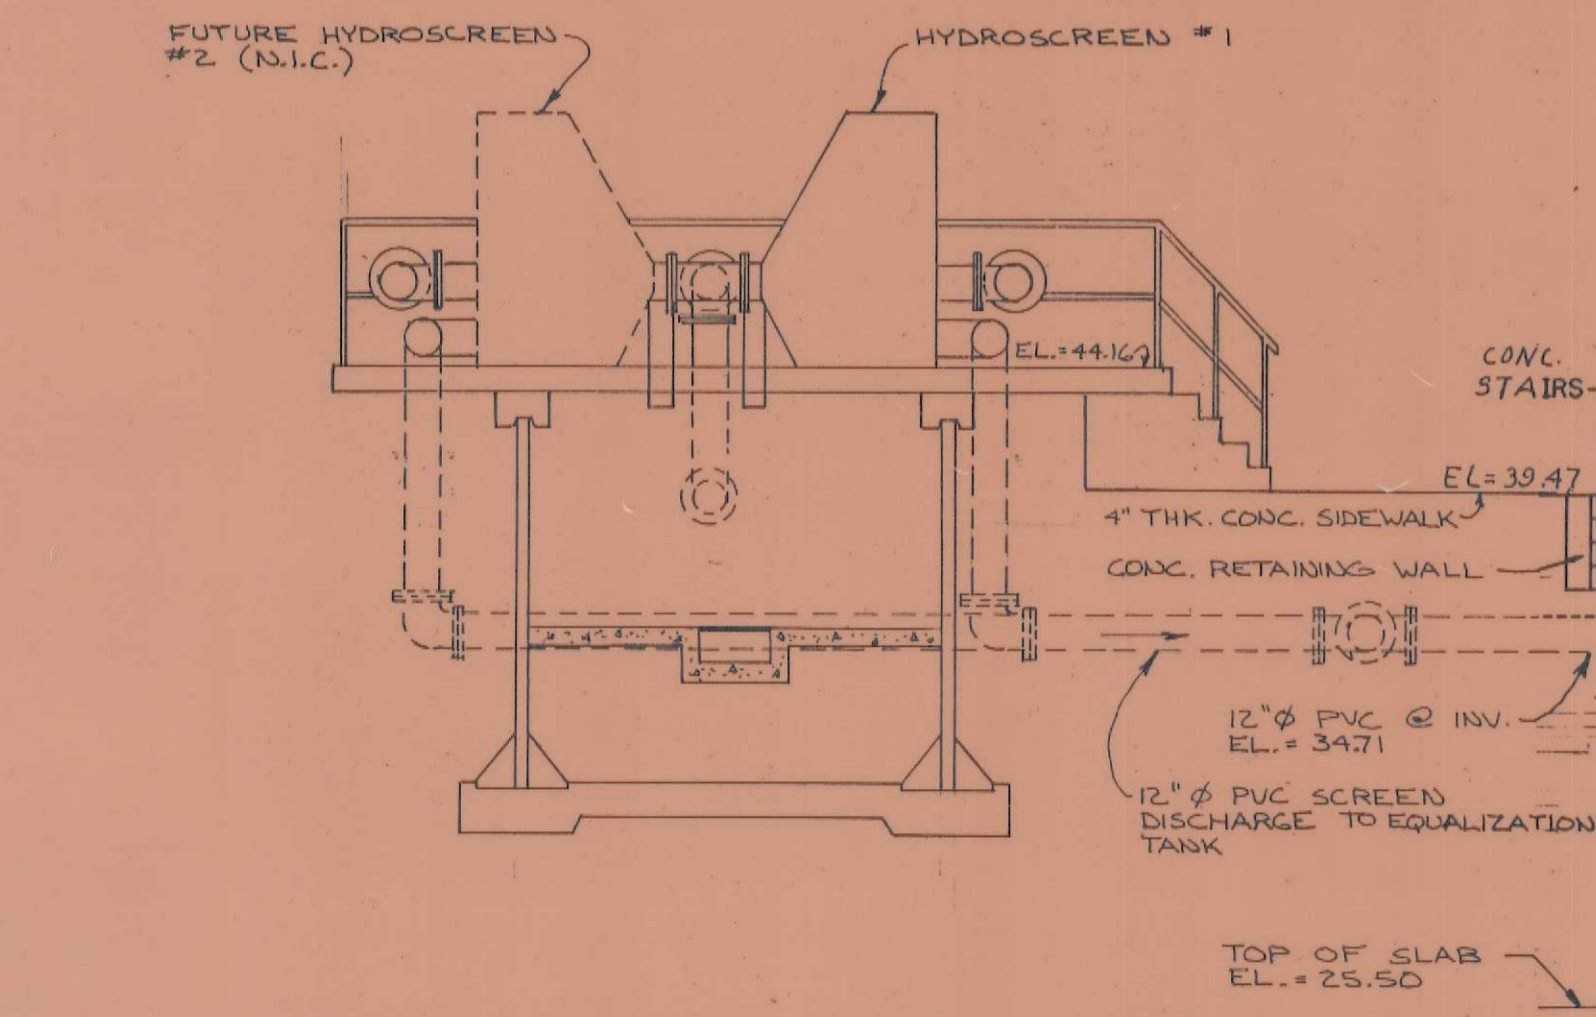 FUTURE HYDROSCREEN
#2 (N.I.C.)
HYDROSCREEN #1
EL.=44.167
CONC.
STAIRS-
EL=39.47
4" THK. CONC. SIDEWALK
CONC. RETAINING WALL
12"Ø PVC @ INV.
EL.= 34.71
12"Ø PVC SCREEN
DISCHARGE TO EQUALIZATION
TANK
TOP OF SLAB
EL.= 25.50